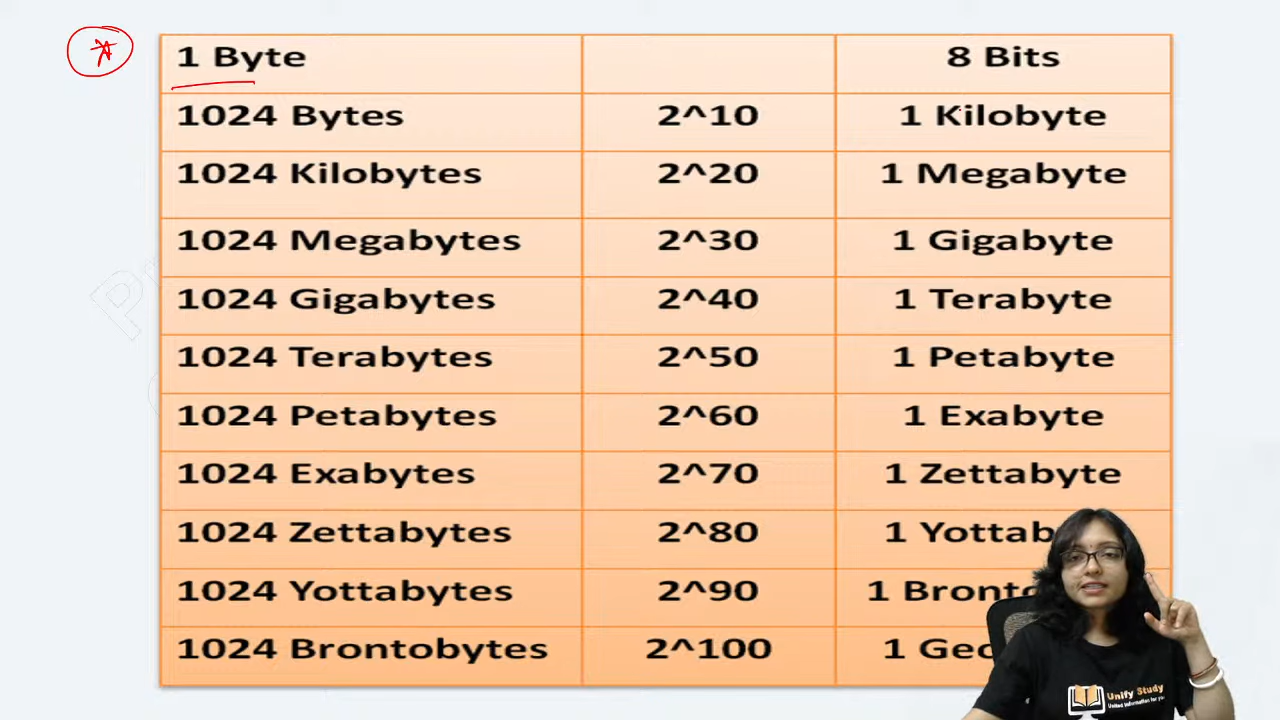 1 Byte 8 Bits
1024 Bytes 2^10 1 Kilobyte
1024 Kilobytes 2^20 1 Megabyte
1024 Megabytes 2^30 1 Gigabyte
1024 Gigabytes 2^40 1 Terabyte
1024 Terabytes 2^50 1 Petabyte
1024 Petabytes 2^60 1 Exabyte
1024 Exabytes 2^70 1 Zettabyte
1024 Zettabytes 2^80 1
1024 Yottabytes 2^90 1
1024 Brontobytes 2^100 1
Unify Study